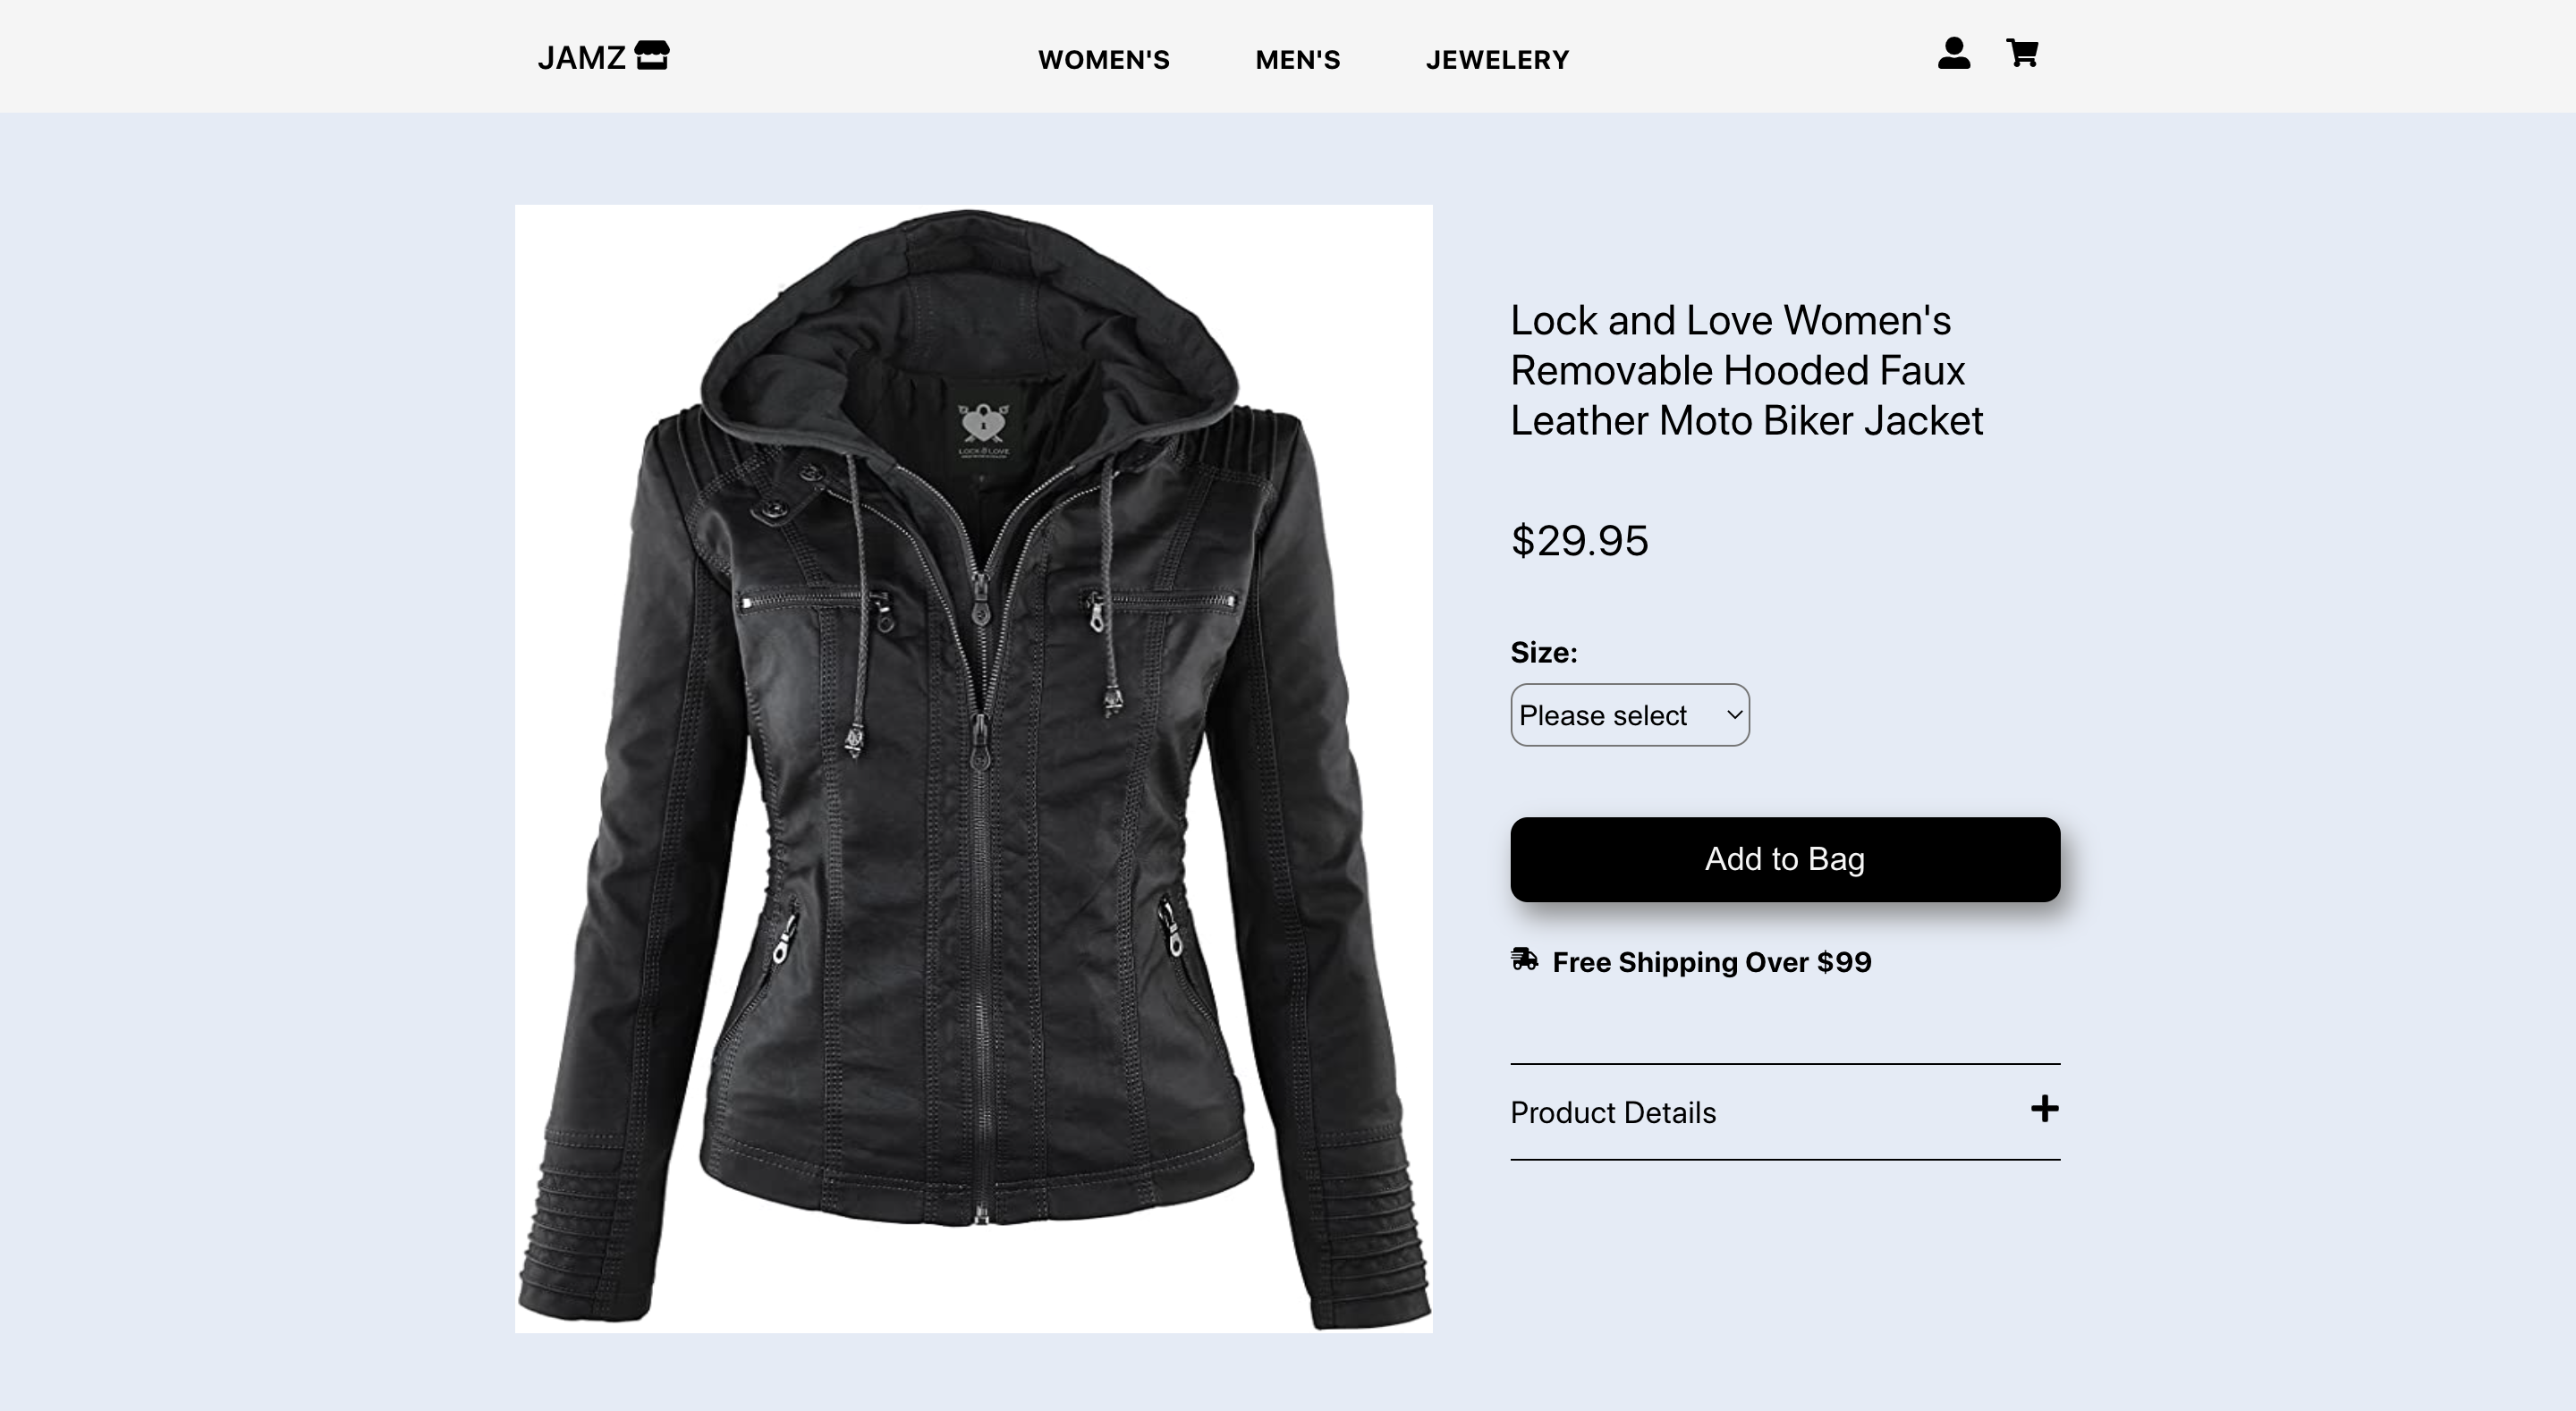 JAMZ
WOMEN'S
MEN'S
JEWELERY
LOCK & LOVE
Lock and Love Women's
Removable Hooded Faux
Leather Moto Biker Jacket
$29.95
Size:
Please select
Add to Bag
Free Shipping Over $99
Product Details